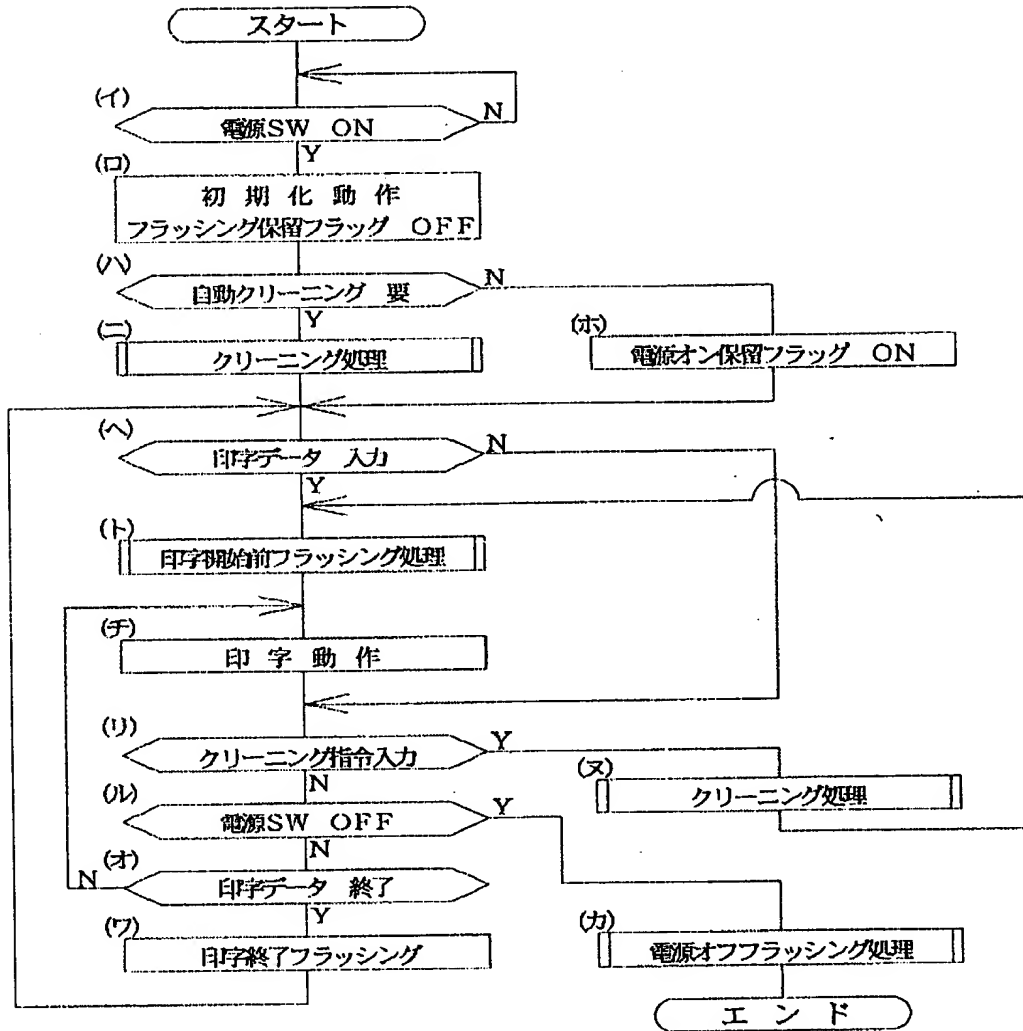 スタート
(イ)
電源SW ON
N
Y
(ロ)
初期化動作
フラッシング保留フラッグ OFF
(ハ)
自動クリーニング 要
N
Y
(ニ)
クリーニング処理
(ホ)
電源オン保留フラッグ ON
(ヘ)
印字データ 入力
N
Y
(ト)
印字開始前フラッシング処理
(チ)
印字動作
(リ)
クリーニング指令入力
Y
N
(ヌ)
クリーニング処理
(ル)
電源SW OFF
Y
N
(オ)
印字データ 終了
N
Y
(ワ)
印字終了フラッシング
(カ)
電源オフフラッシング処理
エンド